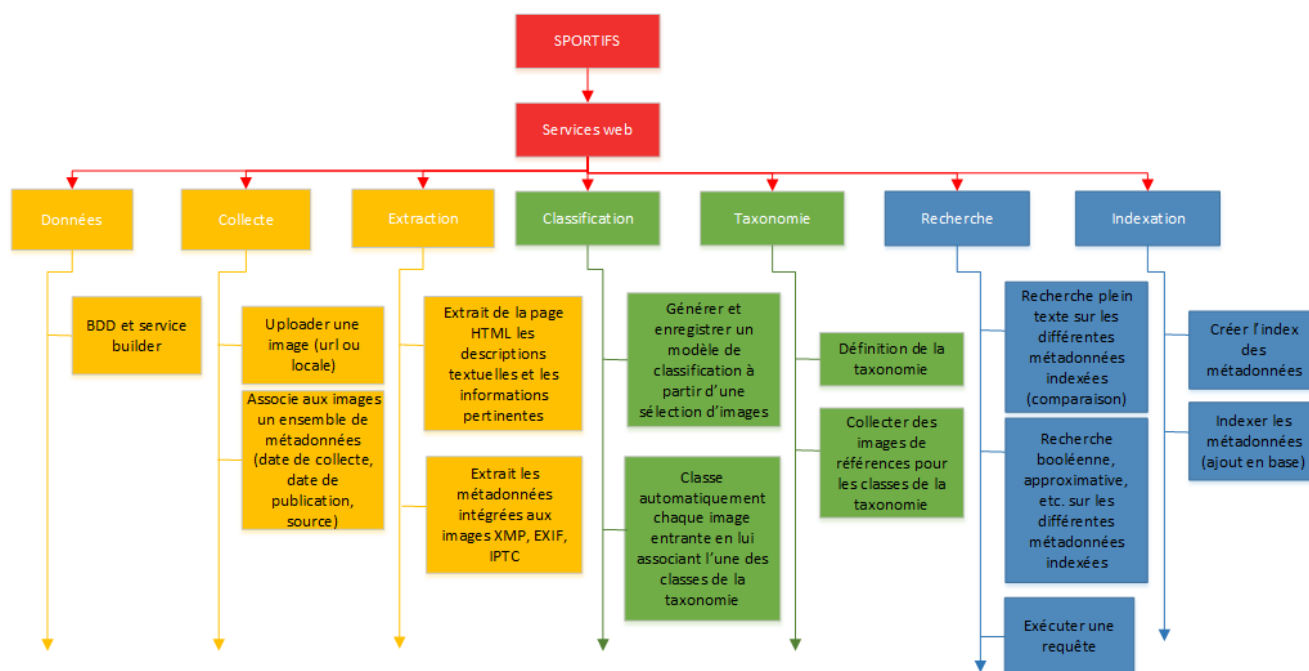 SPORTIFS
Services web
Données
Collecte
Extraction
Classification
Taxonomie
Recherche
Indexation
BDD et service
builder
Uploader une
image (url ou
locale)
Associe aux images
un ensemble de
métadonnées
(date de collecte,
date de
publication,
source)
Extrait de la page
HTML les
descriptions
textuelles et les
informations
pertinentes
Extrait les
métadonnées
intégrées aux
images XMP, EXIF,
IPTC
Générer et
enregistrer un
modèle de
classification à
partir d'une
sélection d'images
Classe
automatiquement
chaque image
entrante en lui
associant l'une des
classes de la
taxonomie
Définition de la
taxonomie
Collecter des
images de
références pour
les classes de la
taxonomie
Recherche plein
texte sur les
différentes
métadonnées
indexées
(comparaison)
Recherche
booléenne,
approximative,
etc. sur les
différentes
métadonnées
indexées
Exécuter une
requête
Créer l'index
des
métadonnées
Indexer les
métadonnées
(ajout en base)